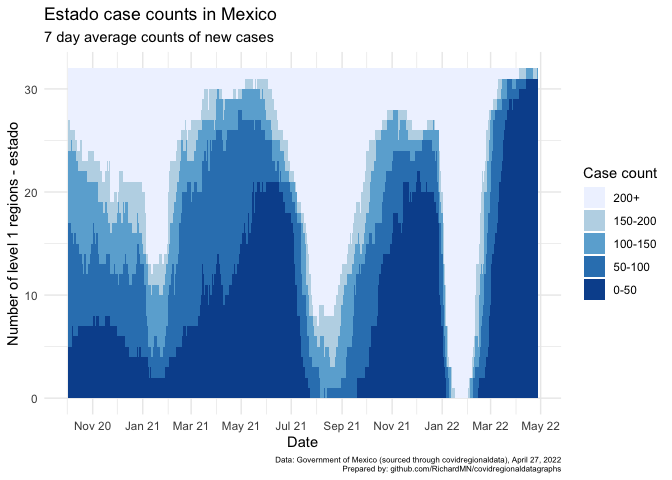 Estado case counts in Mexico
7 day average counts of new cases
Number of level 1 regions - estado
30
20
10
0
Nov 20 Jan 21 Mar 21 May 21 Jul 21 Sep 21 Nov 21 Jan 22 Mar 22 May 22
Date
Case count
200+
150-200
100-150
50-100
0-50
Data: Government of Mexico (sourced through covidregionaldata), April 27, 2022
Prepared by: github.com/RichardMN/covidregionaldatagraphs